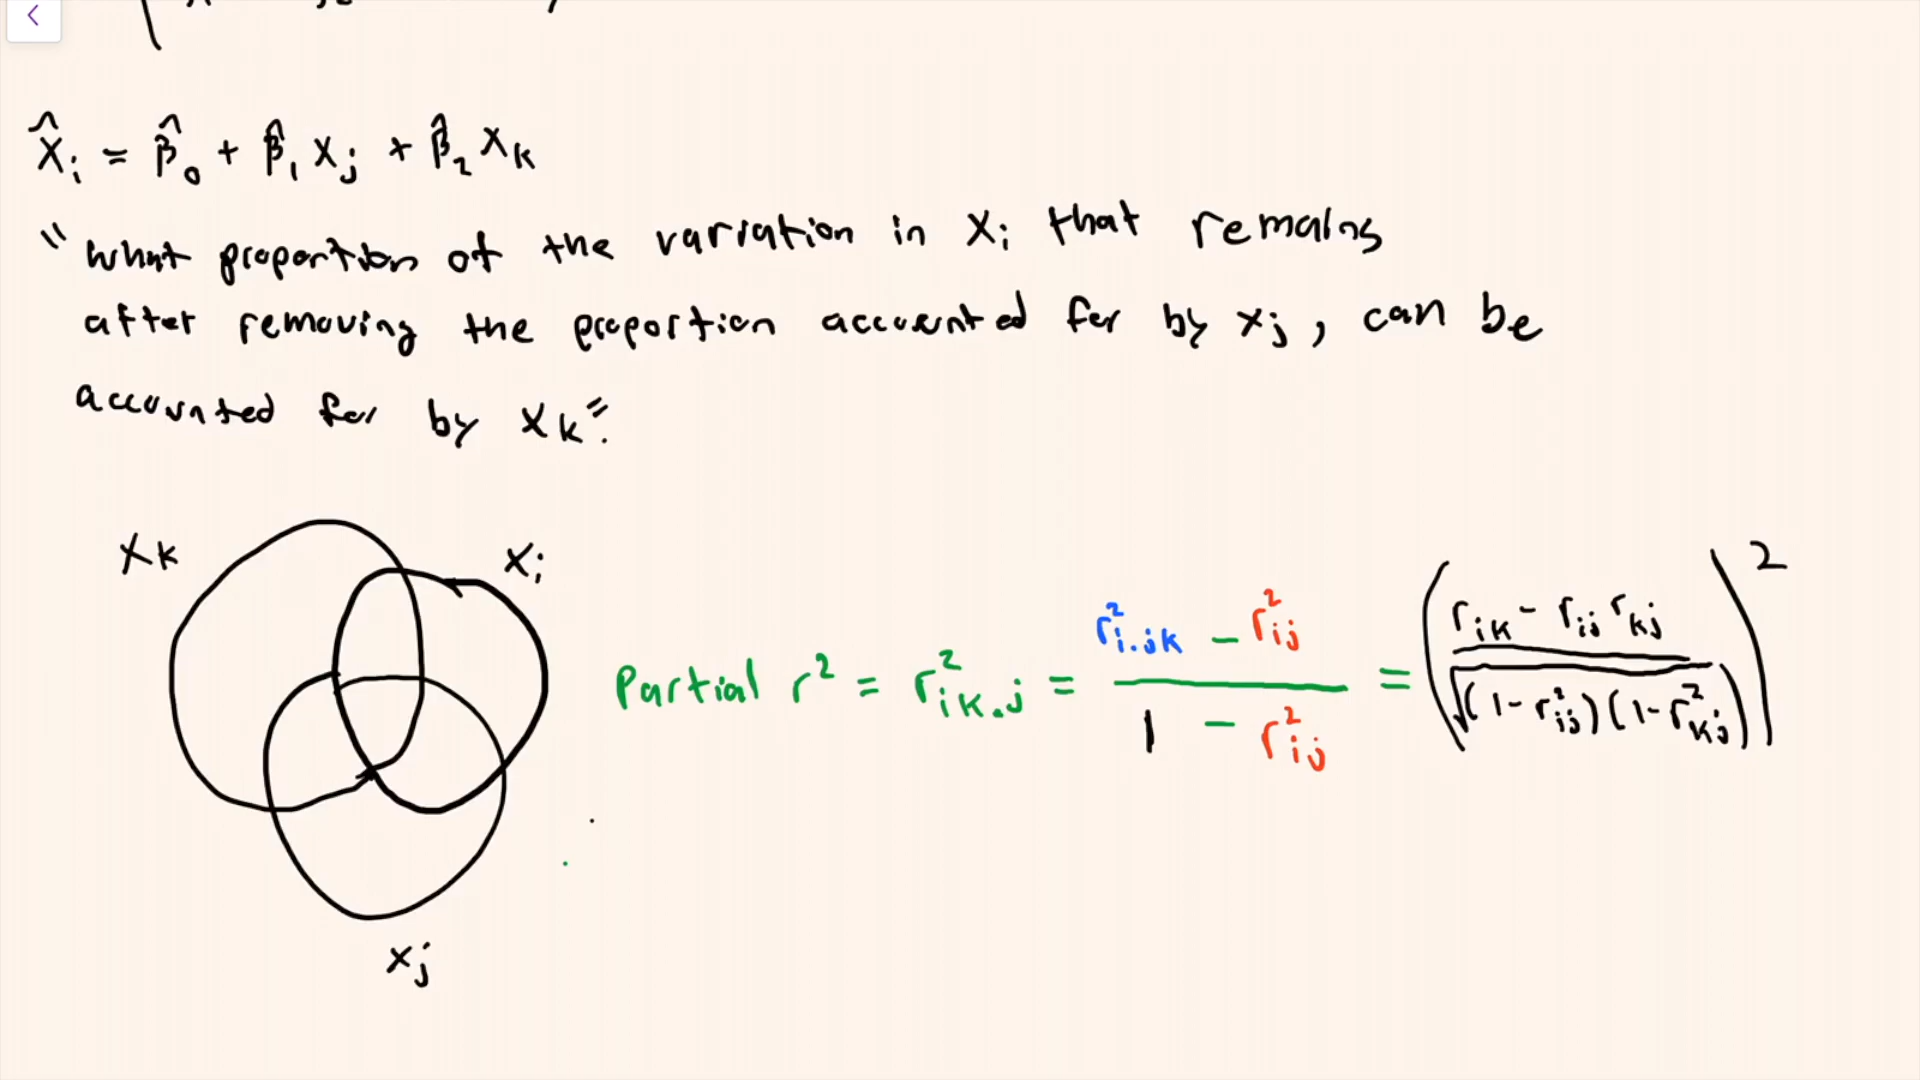 X̂ᵢ = β̂₀ + β̂₁ Xⱼ + β̂₂ Xₖ
"What proportion of the variation in Xᵢ that remains
after removing the proportion accounted for by xⱼ, can be
accounted for by Xₖ"?
Xₖ
Xᵢ
Partial r² = r²ᵢₖ.ⱼ = (r²ᵢ.ⱼₖ − r²ᵢⱼ) / (1 − r²ᵢⱼ) = ((rᵢₖ − rᵢⱼ rₖⱼ) / √((1 − r²ᵢⱼ)(1 − r²ₖⱼ)))²
xⱼ